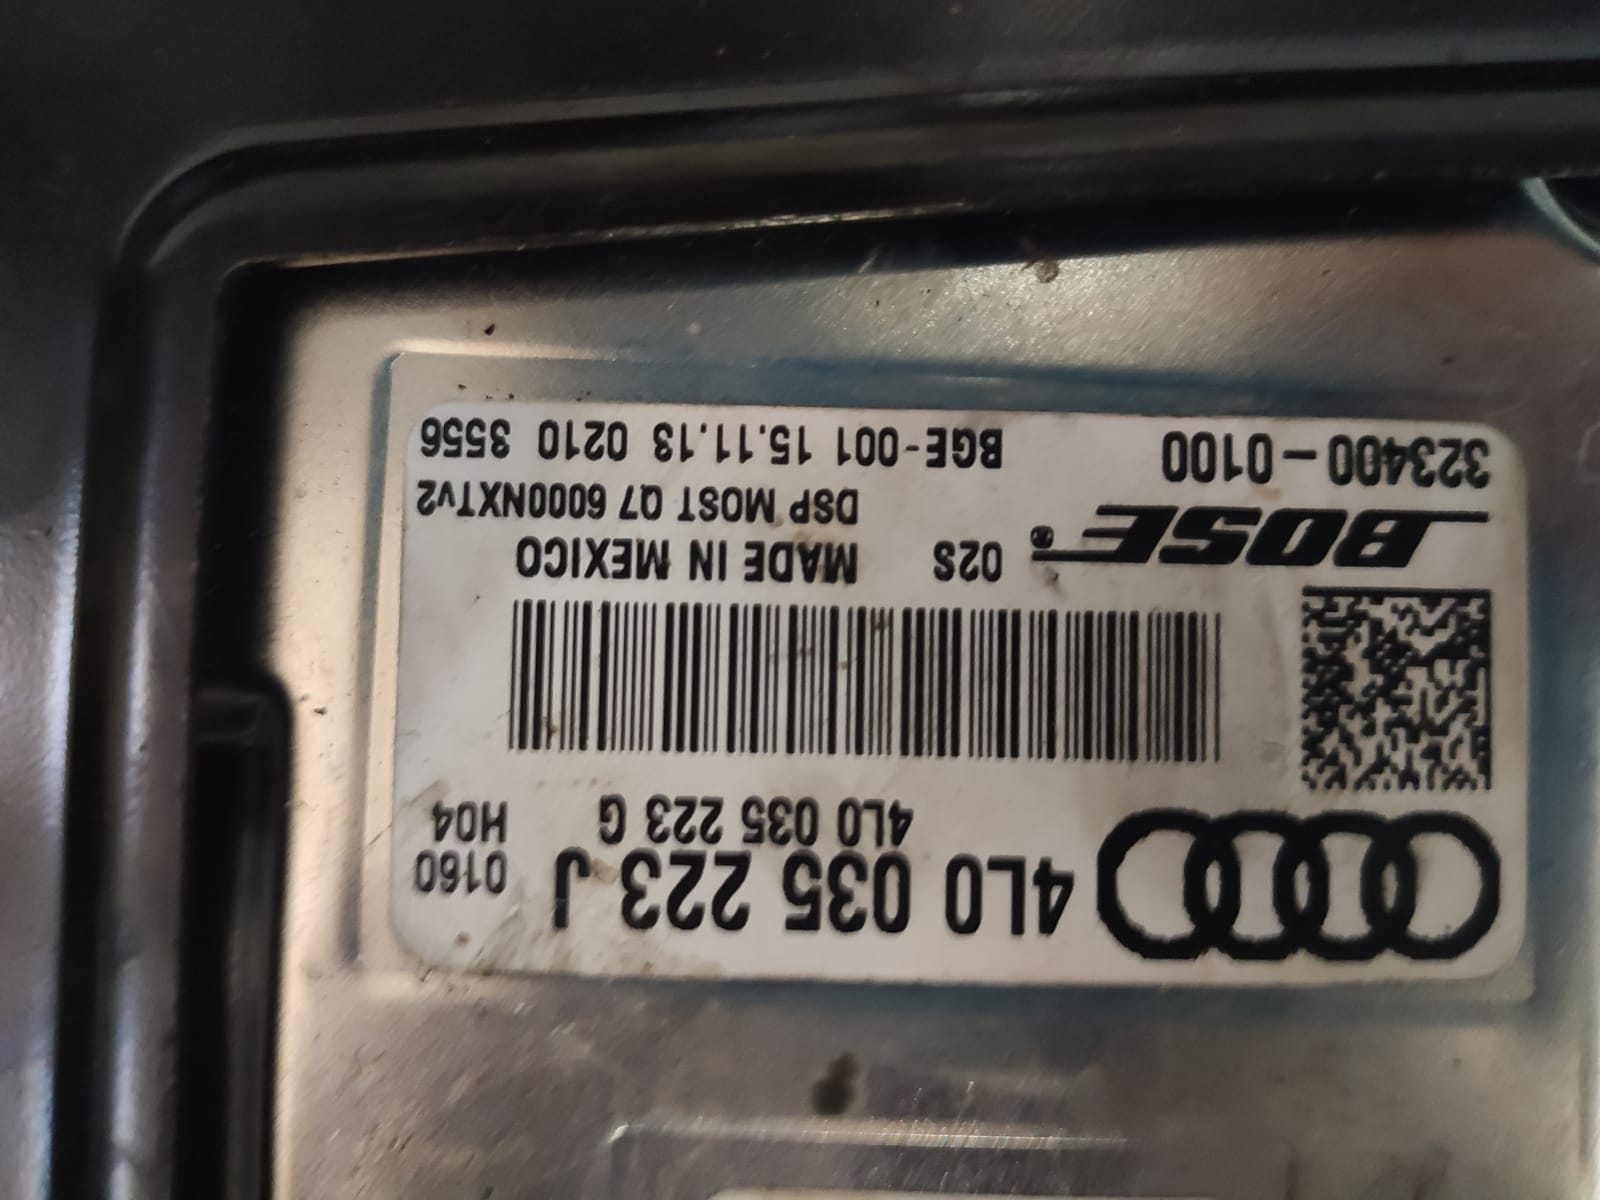 4L0 035 223 J 0160
4L0 035 223 G H04
BOSE® 02S MADE IN MEXICO
DSP MOST Q7 6000NXTv2
323400-0100 BGE-001 15.11.13 0210 3556